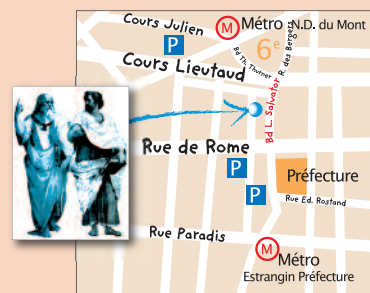 Cours Julien
M
Métro N.D. du Mont
P
6e
Bd Th. Thurner
R. des Bergers
Cours Lieutaud
Bd L. Salvator
Rue de Rome
P
P
Préfecture
Rue Ed. Rostand
Rue Paradis
M
Métro
Estrangin Préfecture